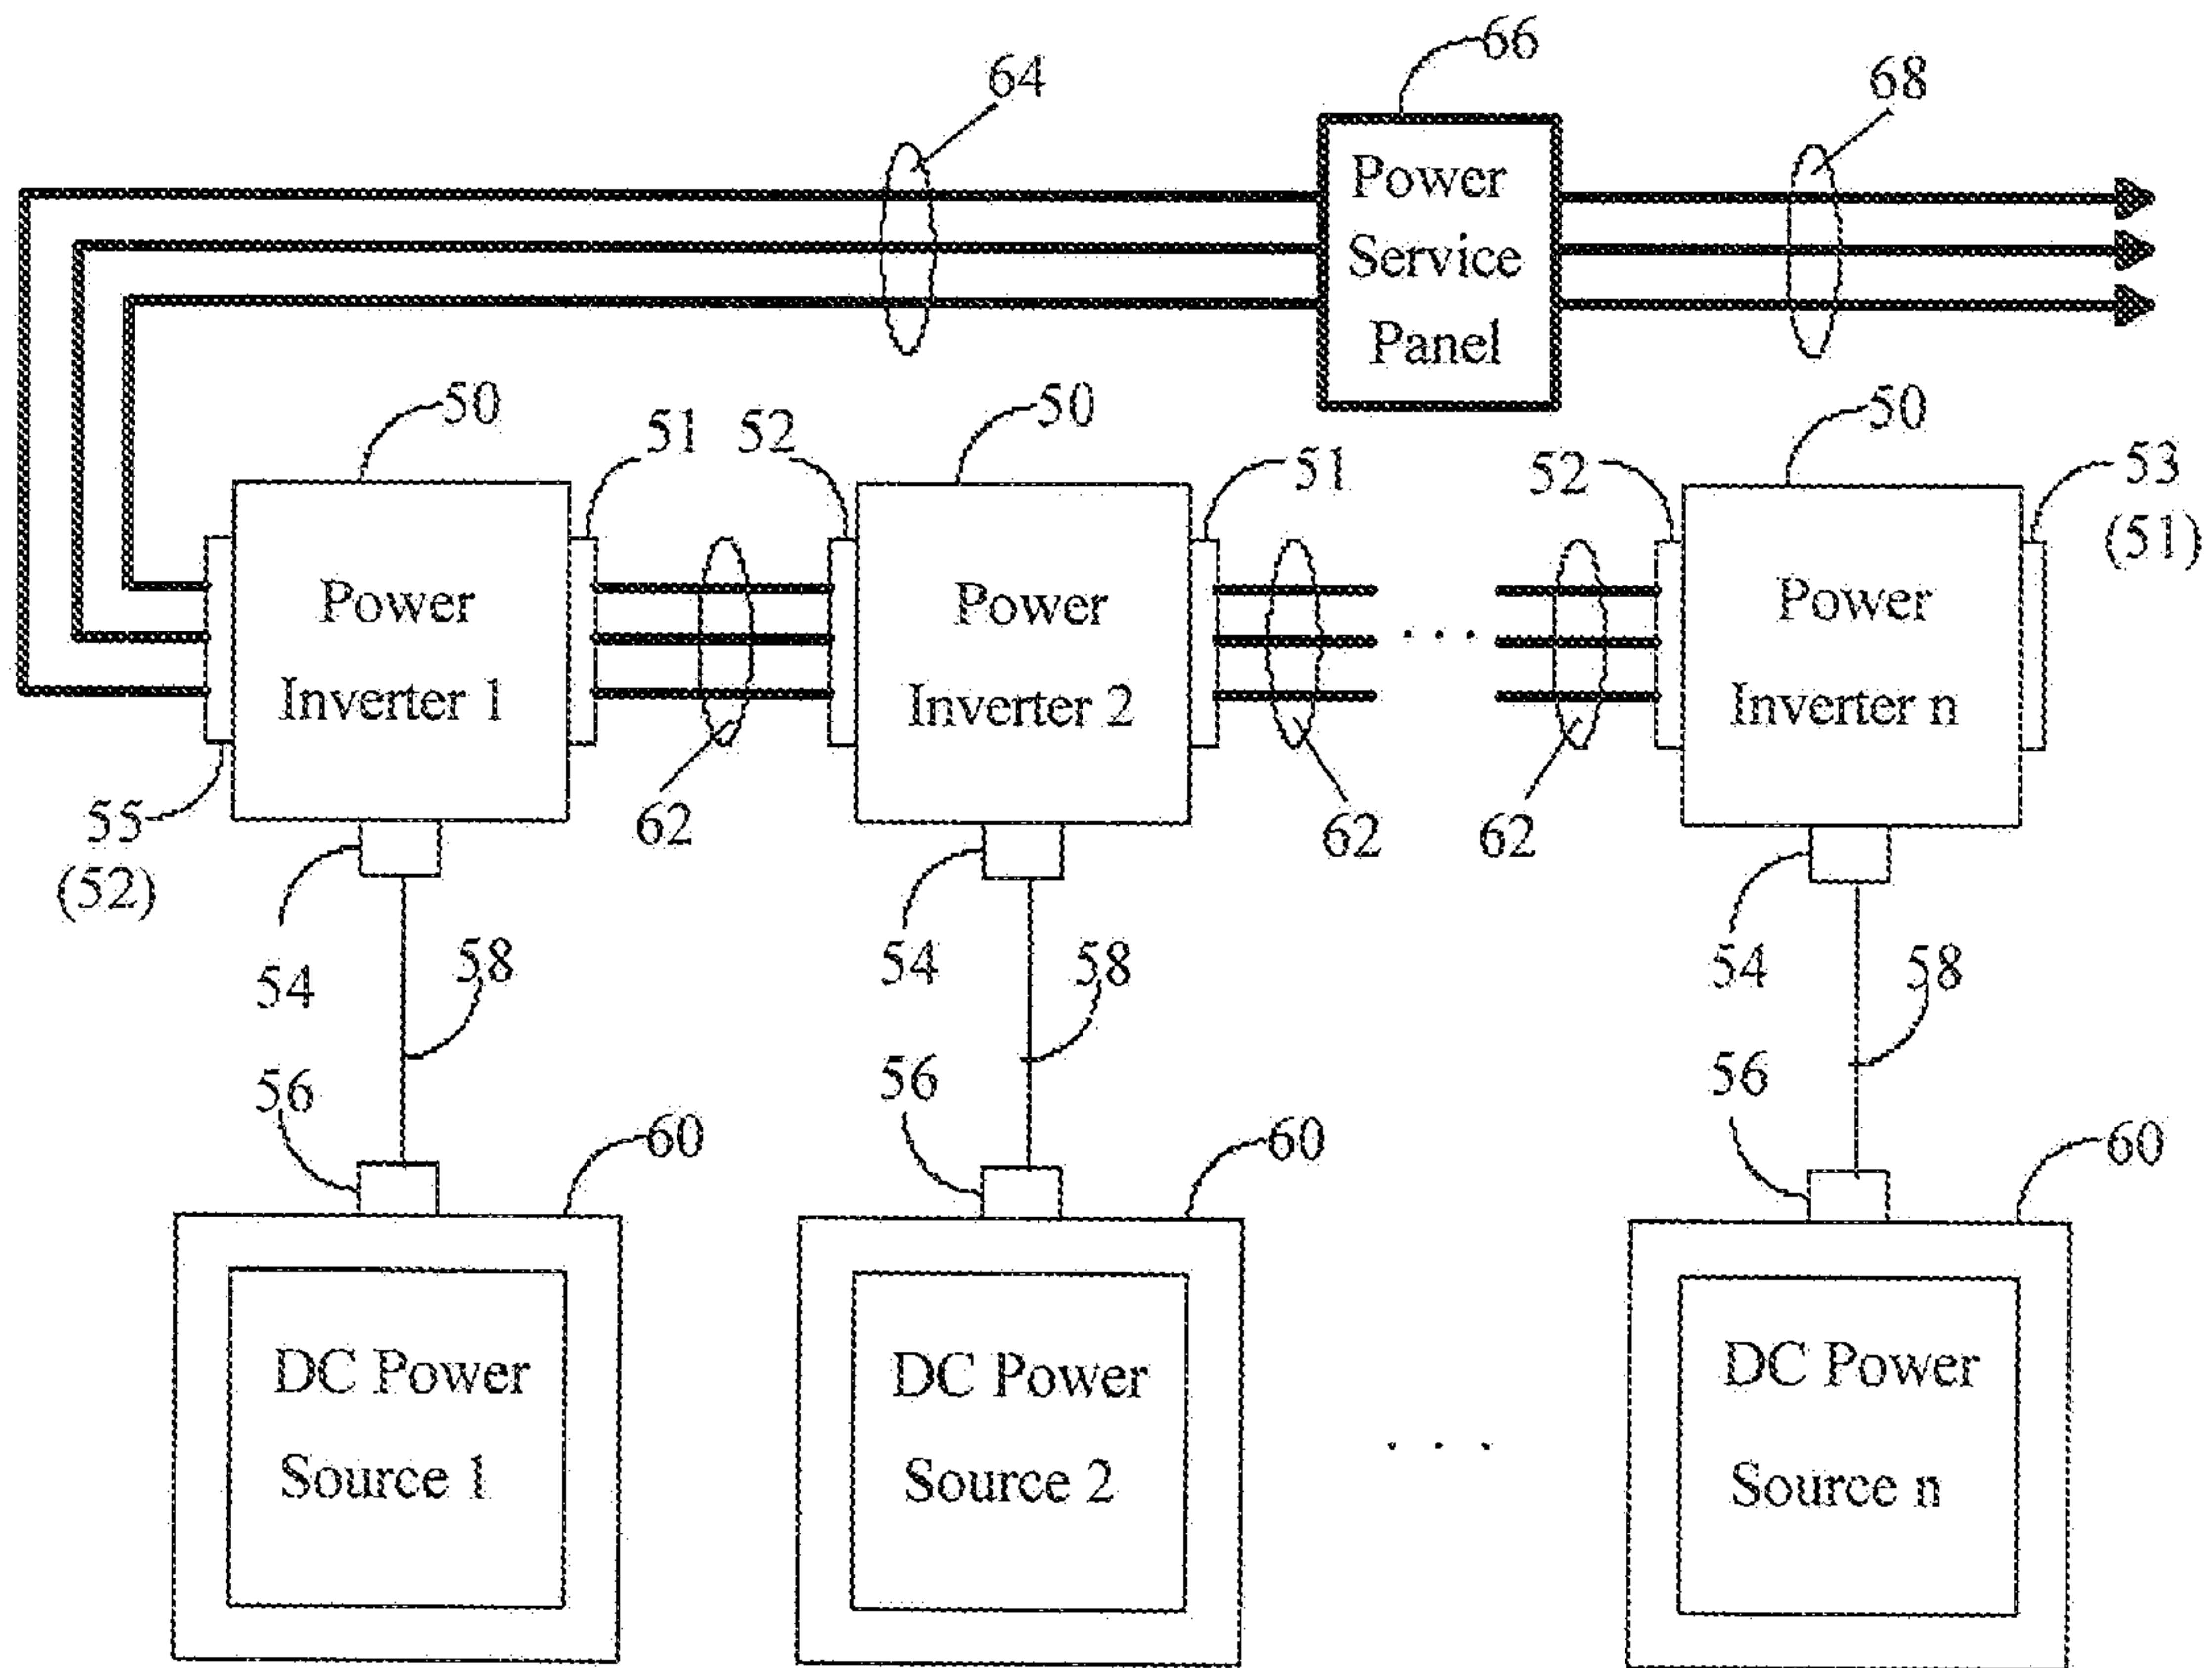 66
64
68
Power
Service
Panel
50
51
52
50
51
52
50
53
(51)
Power
Inverter 1
Power
Inverter 2
. . .
Power
Inverter n
55
(52)
62
62
62
54
58
54
58
54
58
56
60
56
60
56
60
DC Power
Source 1
DC Power
Source 2
. . .
DC Power
Source n